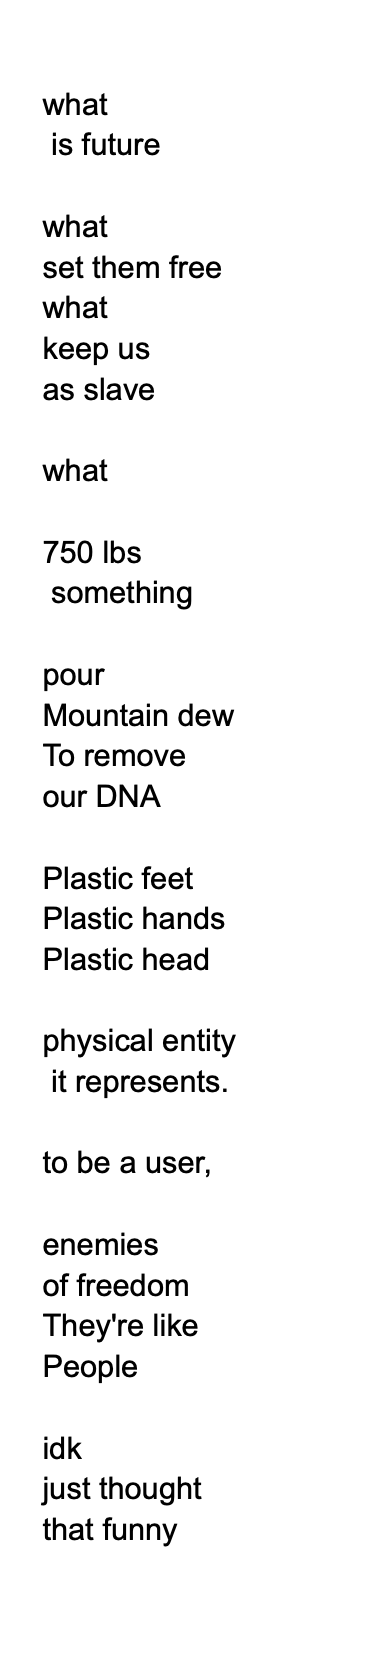 what
is future
what
set them free
what
keep us
as slave
what
750 lbs
something
pour
Mountain dew
To remove
our DNA
Plastic feet
Plastic hands
Plastic head
physical entity
it represents.
to be a user,
enemies
of freedom
They're like
People
idk
just thought
that funny